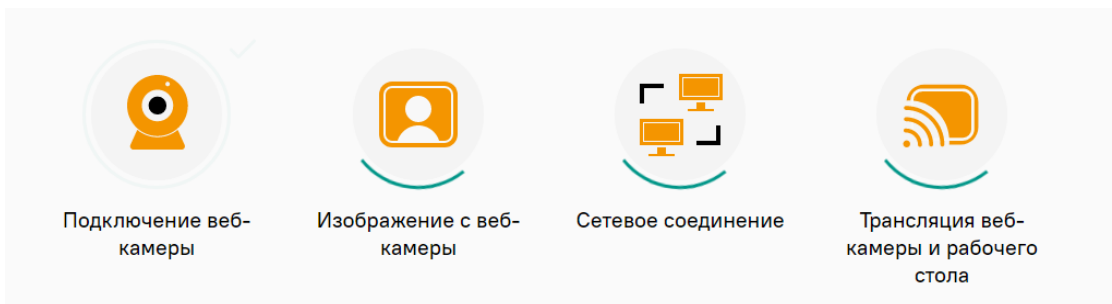 Подключение веб-
камеры
Изображение с веб-
камеры
Сетевое соединение
Трансляция веб-
камеры и рабочего
стола